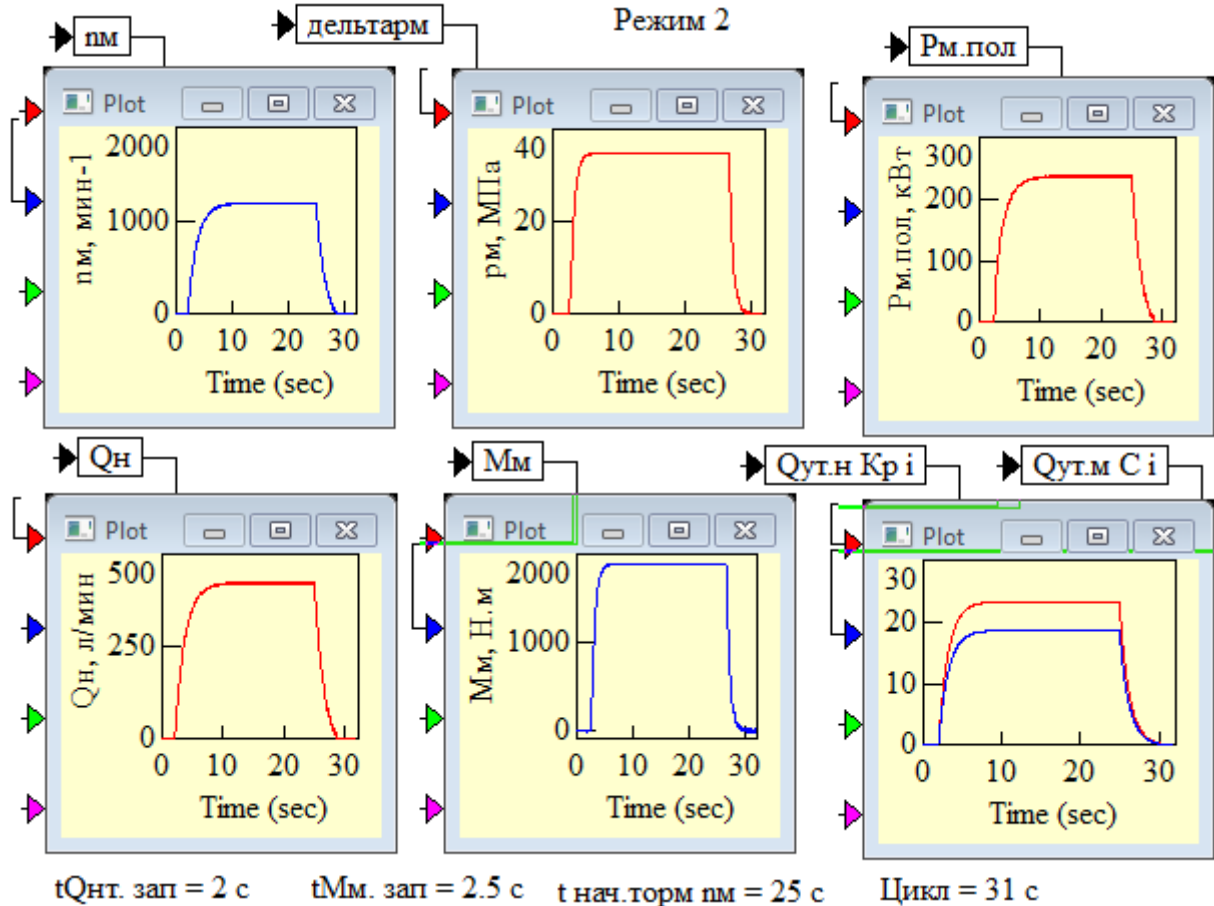 Режим 2
nм
Plot
nм, мин-1
2000
1000
0
0 10 20 30
Time (sec)
дельтарм
Plot
рм, МПа
40
20
0
0 10 20 30
Time (sec)
Рм.пол
Plot
Рм.пол, кВт
300
200
100
0
0 10 20 30
Time (sec)
Qн
Plot
Qн, л/мин
500
250
0
0 10 20 30
Time (sec)
Мм
Plot
Мм, Н.м
2000
1000
0
0 10 20 30
Time (sec)
Qут.н Кр i
Qут.м С i
Plot
30
20
10
0
0 10 20 30
Time (sec)
tQнт. зап = 2 с
tМм. зап = 2.5 с
t нач.торм nм = 25 с
Цикл = 31 с